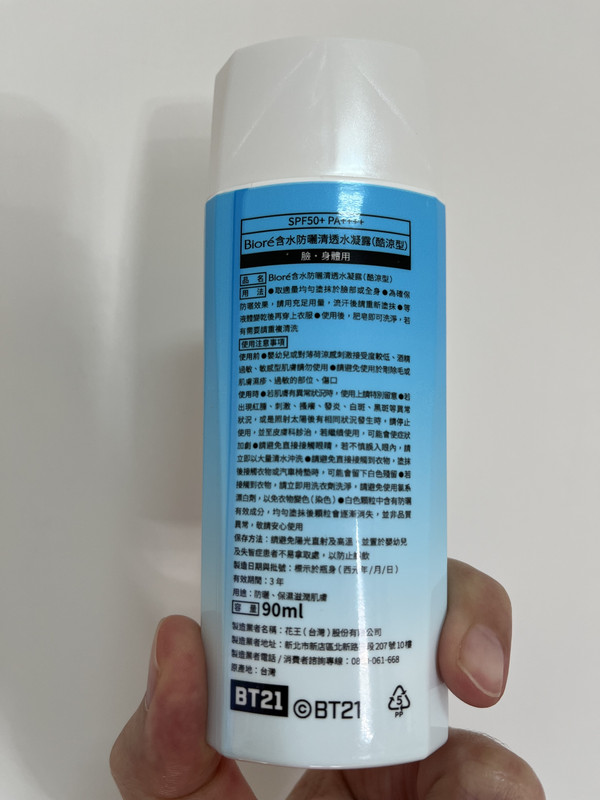 SPF50+ PA++++
Bioré含水防曬清透水凝露(酷涼型)
臉・身體用
品名 Bioré含水防曬清透水凝露(酷涼型)
用法 ●取適量均勻塗抹於臉部或全身●為確保
防曬效果,請用充足用量,流汗後請重新塗抹●等
液體變乾後再穿上衣服●使用後,肥皂即可洗淨,若
有需要請重複清洗
使用注意事項
使用前●嬰幼兒或對薄荷涼感刺激接受度較低、酒精
過敏、敏感型肌膚請勿使用●請避免使用於剛除毛或
肌膚濕疹、過敏的部位、傷口
使用時●若肌膚有異常狀況時,使用上請特別留意●若
出現紅腫、刺激、搔癢、發炎、白斑、黑斑等異常
狀況,或是照射太陽後有相同狀況發生時,請停止
使用,並至皮膚科診治。若繼續使用,可能會使症狀
加劇●請避免直接接觸眼睛,若不慎誤入眼內,請
立即以大量清水沖洗●請避免直接接觸到衣物,塗抹
後接觸衣物或汽車椅墊時,可能會留下白色殘留●若
接觸到衣物,請立即用洗衣劑洗淨,請避免使用氯系
漂白劑,以免衣物變色(染色)●白色顆粒中含有防曬
有效成分,均勻塗抹後顆粒會逐漸消失,並非品質
異常,敬請安心使用
保存方法:請避免陽光直射及高溫,並置於嬰幼兒
及失智症患者不易拿取處,以防止誤飲
製造日期與批號:標示於瓶身(西元年/月/日)
有效期間:3年
用途:防曬、保濕滋潤肌膚
容量 90ml
製造業者名稱:花王(台灣)股份有限公司
製造業者地址:新北市新店區北新路 段207號10樓
製造業者電話/消費者諮詢專線:08 -061-668
原產地:台灣
BT21 ©BT21
5
PP